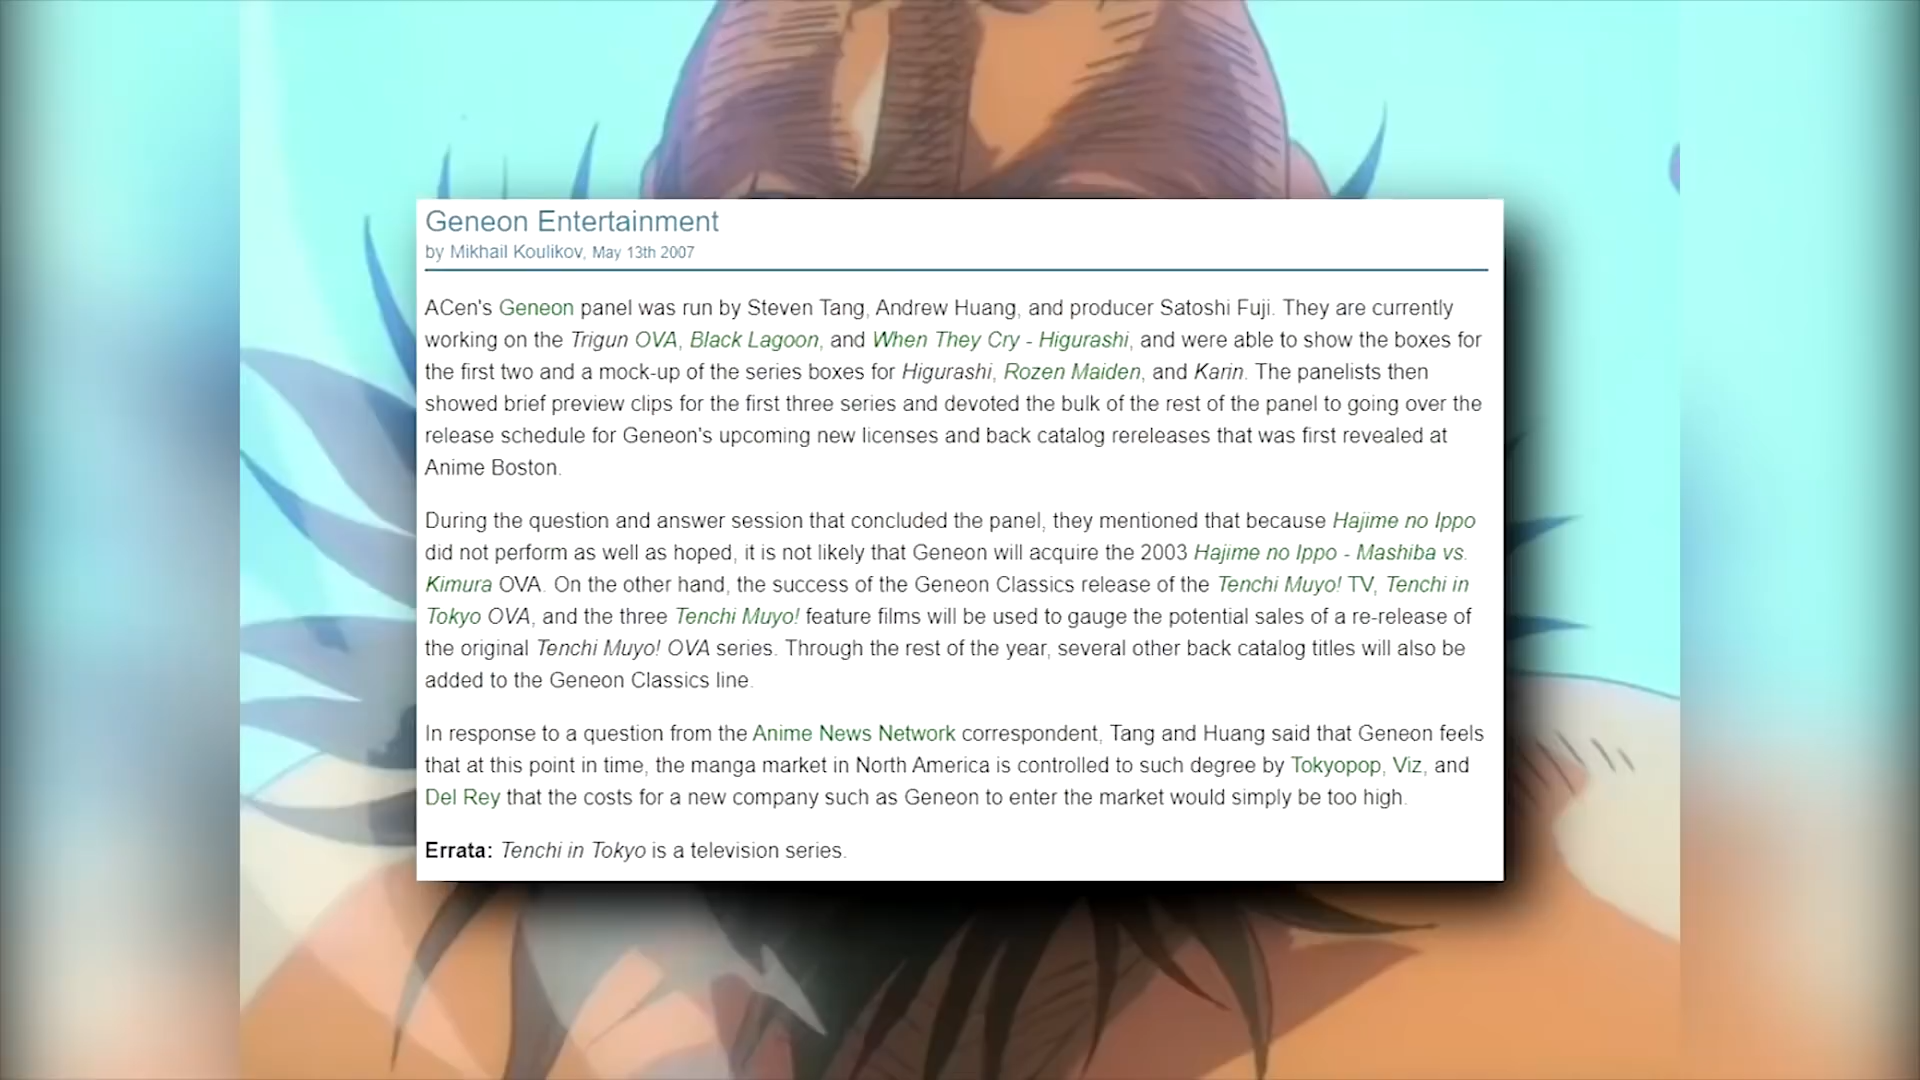 Geneon Entertainment
by Mikhail Koulikov, May 13th 2007
ACen's Geneon panel was run by Steven Tang, Andrew Huang, and producer Satoshi Fuji. They are currently
working on the Trigun OVA, Black Lagoon, and When They Cry - Higurashi, and were able to show the boxes for
the first two and a mock-up of the series boxes for Higurashi, Rozen Maiden, and Karin. The panelists then
showed brief preview clips for the first three series and devoted the bulk of the rest of the panel to going over the
release schedule for Geneon's upcoming new licenses and back catalog rereleases that was first revealed at
Anime Boston.
During the question and answer session that concluded the panel, they mentioned that because Hajime no Ippo
did not perform as well as hoped, it is not likely that Geneon will acquire the 2003 Hajime no Ippo - Mashiba vs.
Kimura OVA. On the other hand, the success of the Geneon Classics release of the Tenchi Muyo! TV, Tenchi in
Tokyo OVA, and the three Tenchi Muyo! feature films will be used to gauge the potential sales of a re-release of
the original Tenchi Muyo! OVA series. Through the rest of the year, several other back catalog titles will also be
added to the Geneon Classics line.
In response to a question from the Anime News Network correspondent, Tang and Huang said that Geneon feels
that at this point in time, the manga market in North America is controlled to such degree by Tokyopop, Viz, and
Del Rey that the costs for a new company such as Geneon to enter the market would simply be too high.
Errata: Tenchi in Tokyo is a television series.